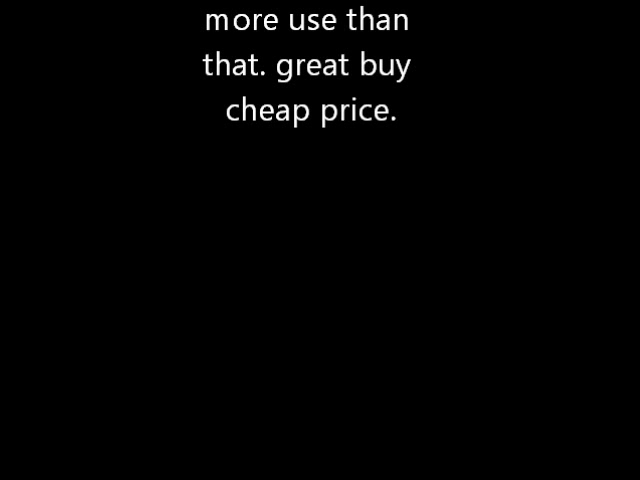 more use than
that. great buy
cheap price.